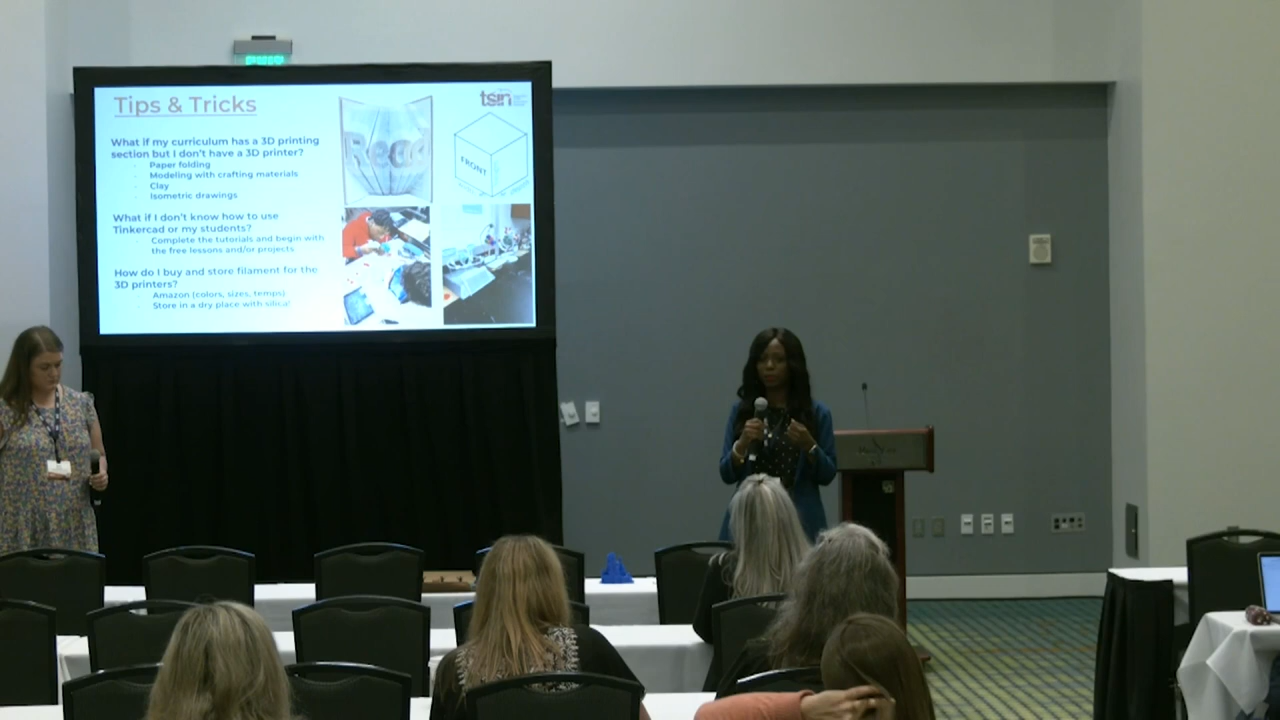 Tips & Tricks
tsin
What if my curriculum has a 3D printing
section but I don't have a 3D printer?
Paper folding
Modeling with crafting materials
Clay
Isometric drawings
What if I don't know how to use
Tinkercad or my students?
Complete the tutorials and begin with
the free lessons and/or projects
How do I buy and store filament for the
3D printers?
Amazon (colors, sizes, temps)
Store in a dry place with silica!
Read
FRONT